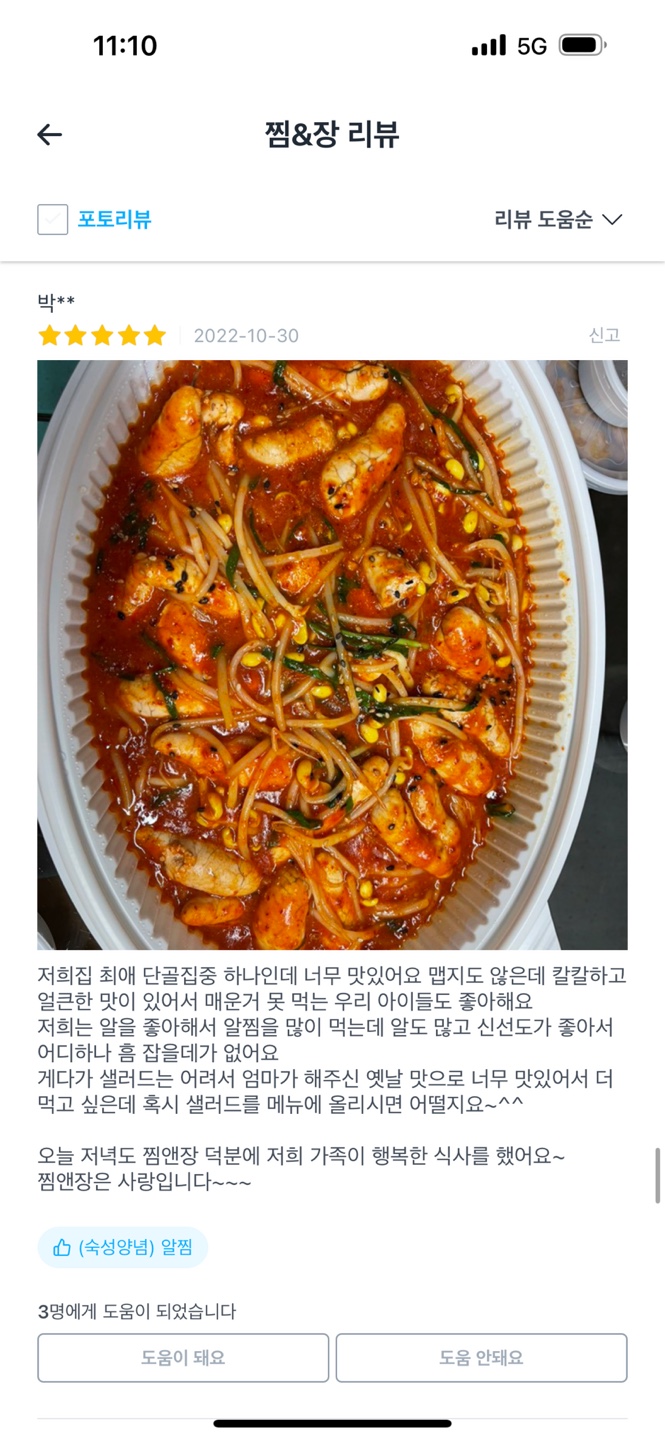 11:10
5G
찜&장 리뷰
포토리뷰
리뷰 도움순
박**
2022-10-30
신고
저희집 최애 단골집중 하나인데 너무 맛있어요 맵지도 않은데 칼칼하고
얼큰한 맛이 있어서 매운거 못 먹는 우리 아이들도 좋아해요
저희는 알을 좋아해서 알찜을 많이 먹는데 알도 많고 신선도가 좋아서
어디하나 흠 잡을데가 없어요
게다가 샐러드는 어려서 엄마가 해주신 옛날 맛으로 너무 맛있어서 더
먹고 싶은데 혹시 샐러드를 메뉴에 올리시면 어떨지요~^^
오늘 저녁도 찜앤장 덕분에 저희 가족이 행복한 식사를 했어요~
찜앤장은 사랑입니다~~~
(숙성양념) 알찜
3명에게 도움이 되었습니다
도움이 돼요
도움 안돼요